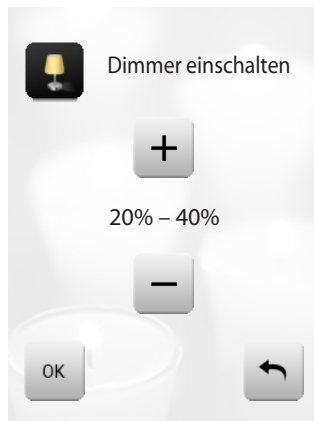 Dimmer einschalten
+
20% – 40%
−
OK